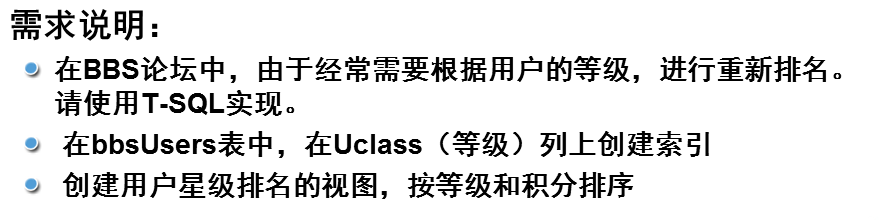 需求说明：
在BBS论坛中，由于经常需要根据用户的等级，进行重新排名。
请使用T-SQL实现。
在bbsUsers表中，在Uclass（等级）列上创建索引
创建用户星级排名的视图，按等级和积分排序